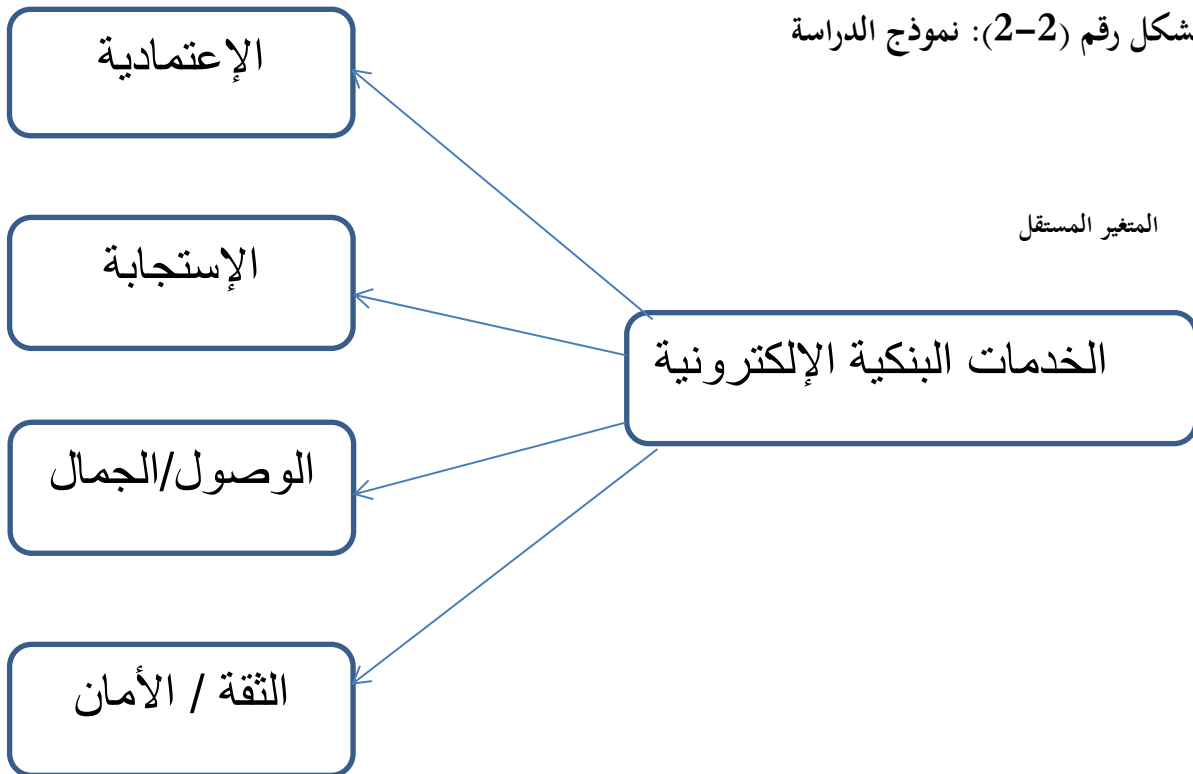 شكل رقم (2-2): نموذج الدراسة
المتغير المستقل
الخدمات البنكية الإلكترونية
الإعتمادية
الإستجابة
الوصول/الجمال
الثقة / الأمان